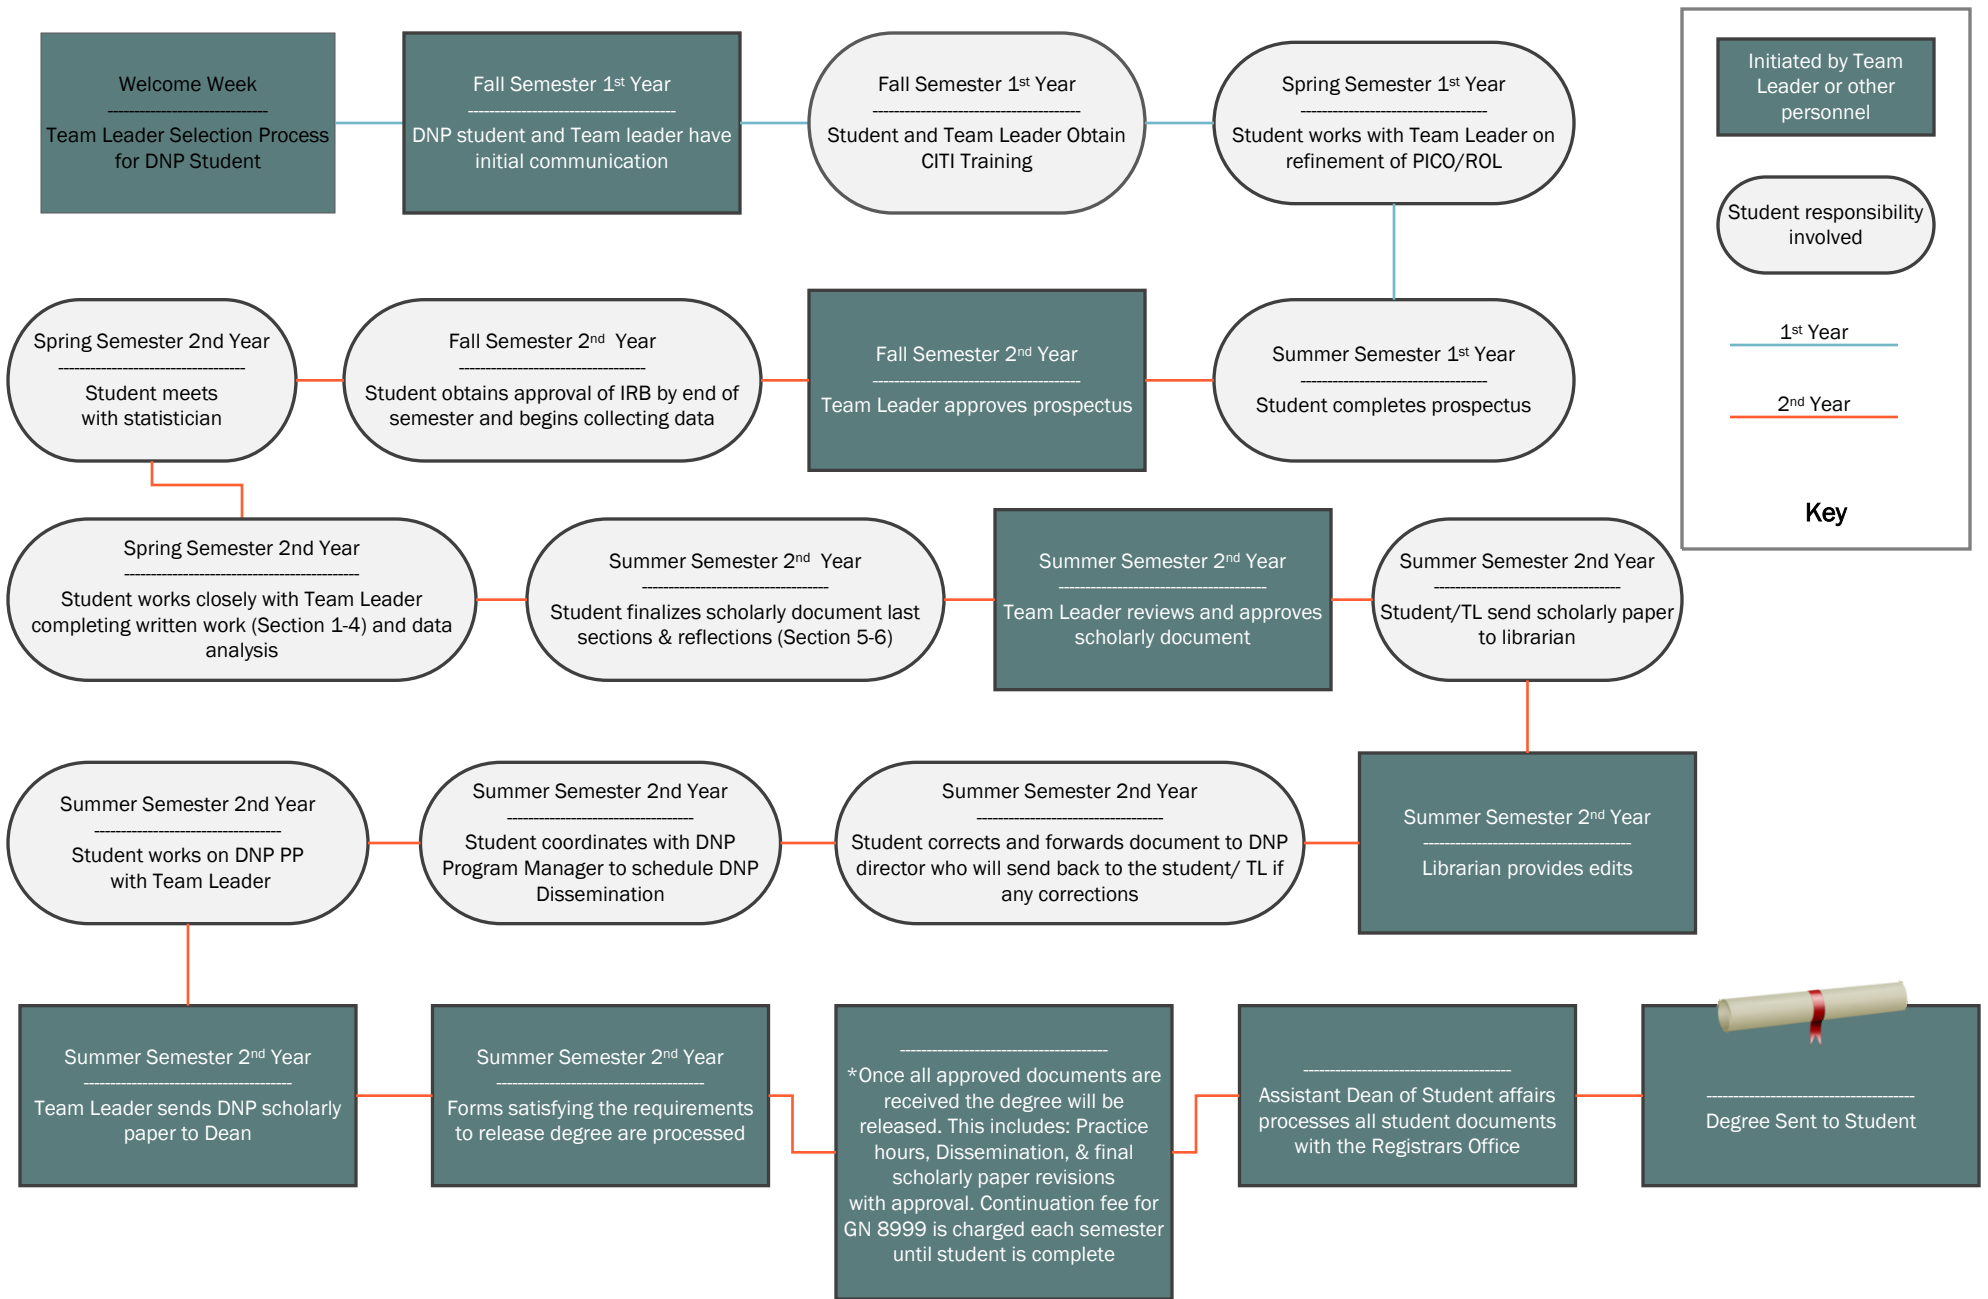 Welcome Week
------------------------------
Team Leader Selection Process
for DNP Student
Fall Semester 1st Year
---------------------------------------
DNP student and Team leader have
initial communication
Fall Semester 1st Year
---------------------------------------
Student and Team Leader Obtain
CITI Training
Spring Semester 1st Year
-----------------------------------
Student works with Team Leader on
refinement of PICO/ROL
Initiated by Team
Leader or other
personnel
Student responsibility
involved
1st Year
2nd Year
Key
Summer Semester 1st Year
-----------------------------------
Student completes prospectus
Fall Semester 2nd Year
---------------------------------------
Team Leader approves prospectus
Fall Semester 2nd  Year
-----------------------------------
Student obtains approval of IRB by end of
semester and begins collecting data
Spring Semester 2nd Year
-----------------------------------
Student meets
with statistician
Spring Semester 2nd Year
--------------------------------------------
Student works closely with Team Leader
completing written work (Section 1-4) and data
analysis
Summer Semester 2nd  Year
-----------------------------------
Student finalizes scholarly document last
sections & reflections (Section 5-6)
Summer Semester 2nd Year
---------------------------------------
Team Leader reviews and approves
scholarly document
Summer Semester 2nd Year
-----------------------------------
Student/TL send scholarly paper
to librarian
Summer Semester 2nd Year
---------------------------------------
Librarian provides edits
Summer Semester 2nd Year
-----------------------------------
Student corrects and forwards document to DNP
director who will send back to the student/ TL if
any corrections
Summer Semester 2nd Year
-----------------------------------
Student coordinates with DNP
Program Manager to schedule DNP
Dissemination
Summer Semester 2nd Year
-----------------------------------
Student works on DNP PP
with Team Leader
Summer Semester 2nd Year
---------------------------------------
Team Leader sends DNP scholarly
paper to Dean
Summer Semester 2nd Year
---------------------------------------
Forms satisfying the requirements
to release degree are processed
---------------------------------------
*Once all approved documents are
received the degree will be
released. This includes: Practice
hours, Dissemination, & final
scholarly paper revisions
with approval. Continuation fee for
GN 8999 is charged each semester
until student is complete
---------------------------------------
Assistant Dean of Student affairs
processes all student documents
with the Registrars Office
---------------------------------------
Degree Sent to Student